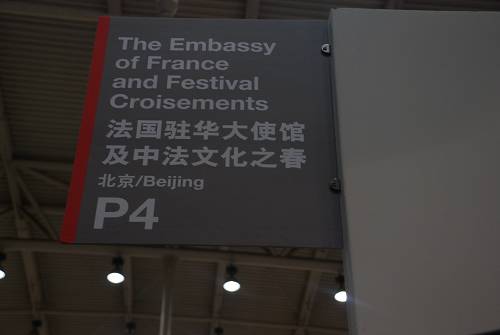 The Embassy
of France
and Festival
Croisements
法国驻华大使馆
及中法文化之春
北京/Beijing
P4